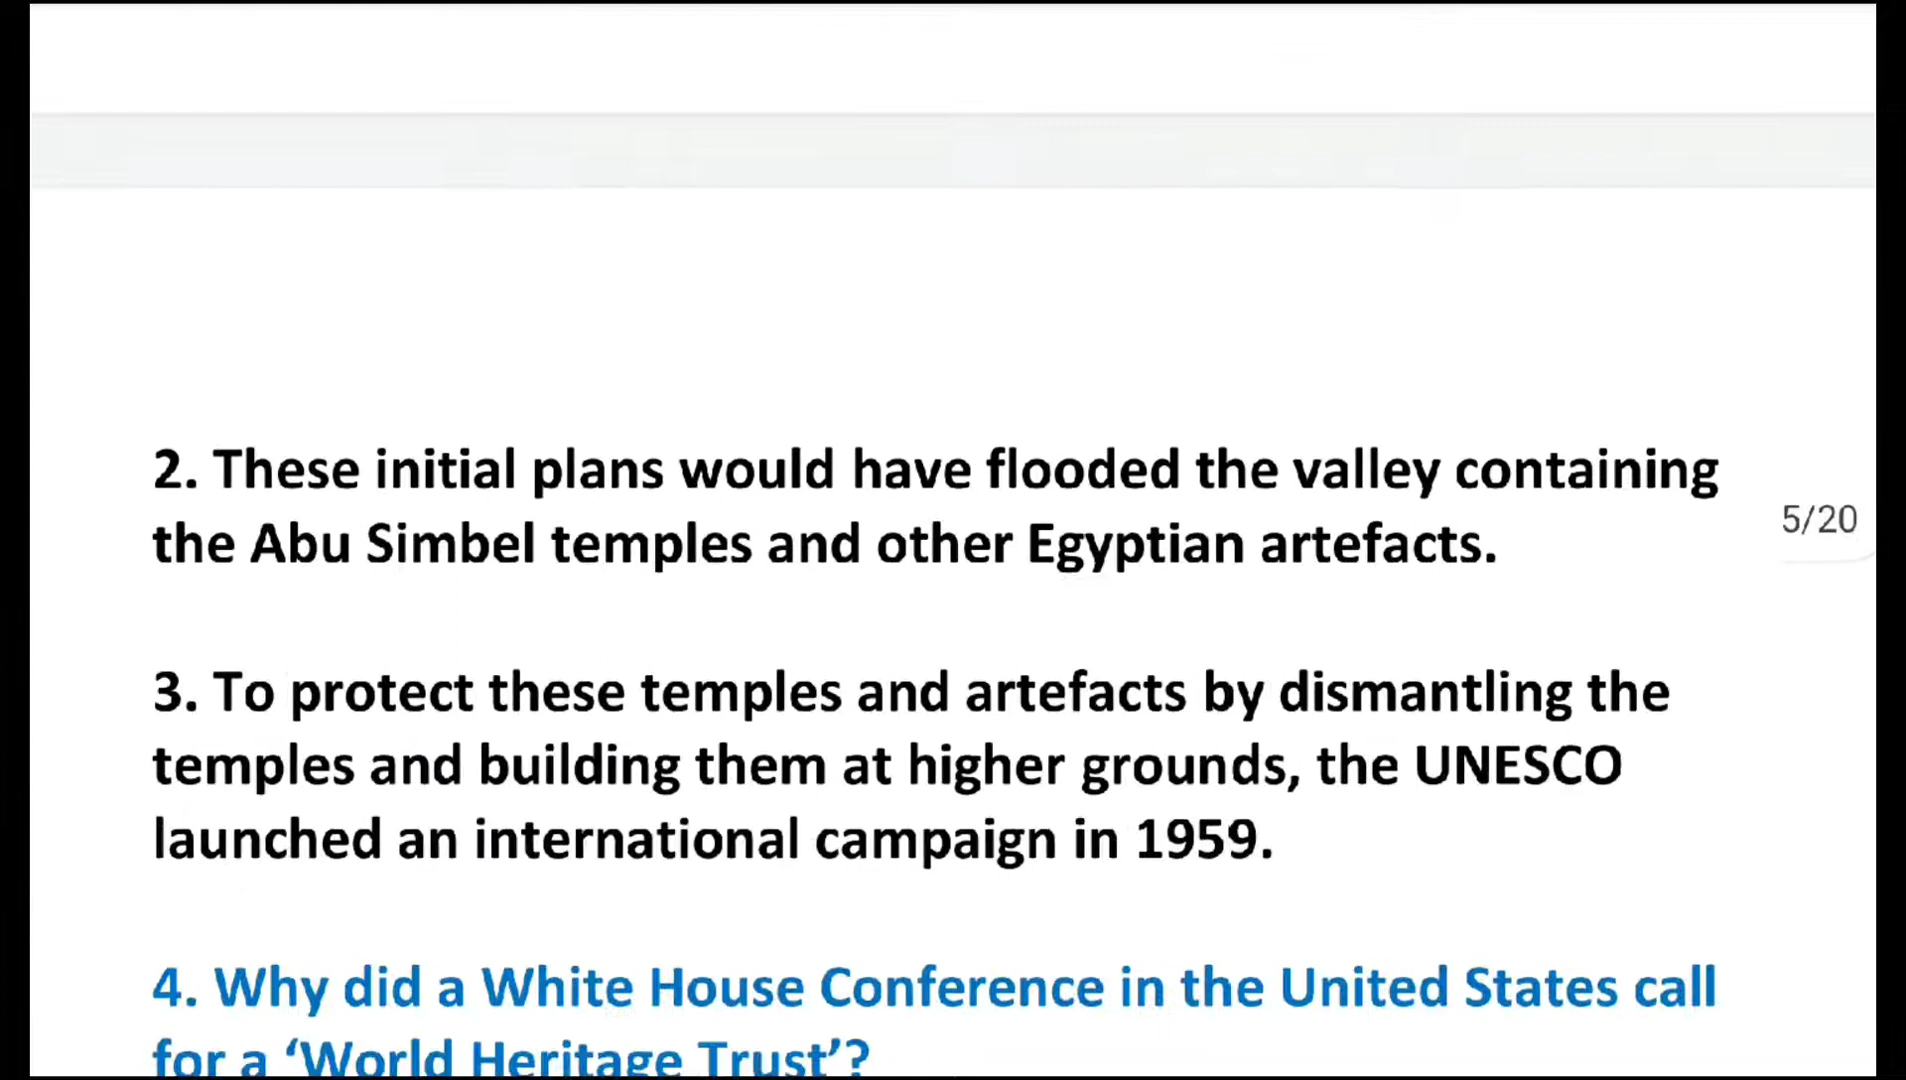 2. These initial plans would have flooded the valley containing
the Abu Simbel temples and other Egyptian artefacts.
5/20
3. To protect these temples and artefacts by dismantling the
temples and building them at higher grounds, the UNESCO
launched an international campaign in 1959.
4. Why did a White House Conference in the United States call
for a ‘World Heritage Trust’?